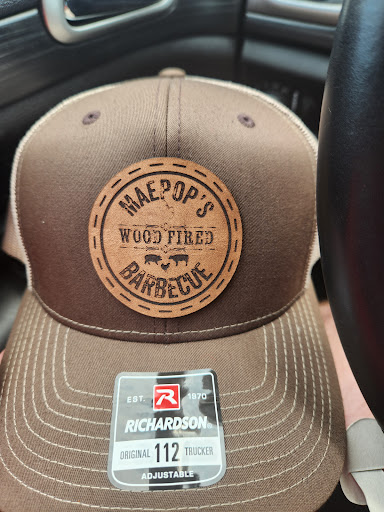 MAEPOP'S
WOOD FIRED
BARBECUE
EST. R 1970
RICHARDSON®
ORIGINAL 112 TRUCKER
ADJUSTABLE